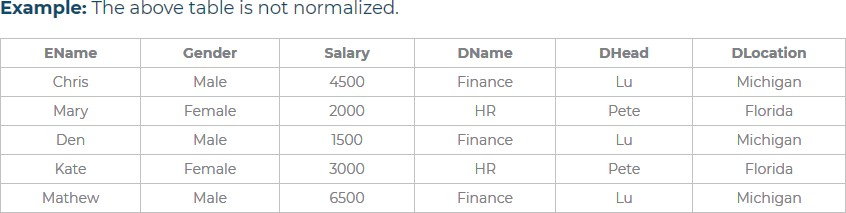 Example: The above table is not normalized.
EName Gender Salary DName DHead DLocation
Chris Male 4500 Finance Lu Michigan
Mary Female 2000 HR Pete Florida
Den Male 1500 Finance Lu Michigan
Kate Female 3000 HR Pete Florida
Mathew Male 6500 Finance Lu Michigan